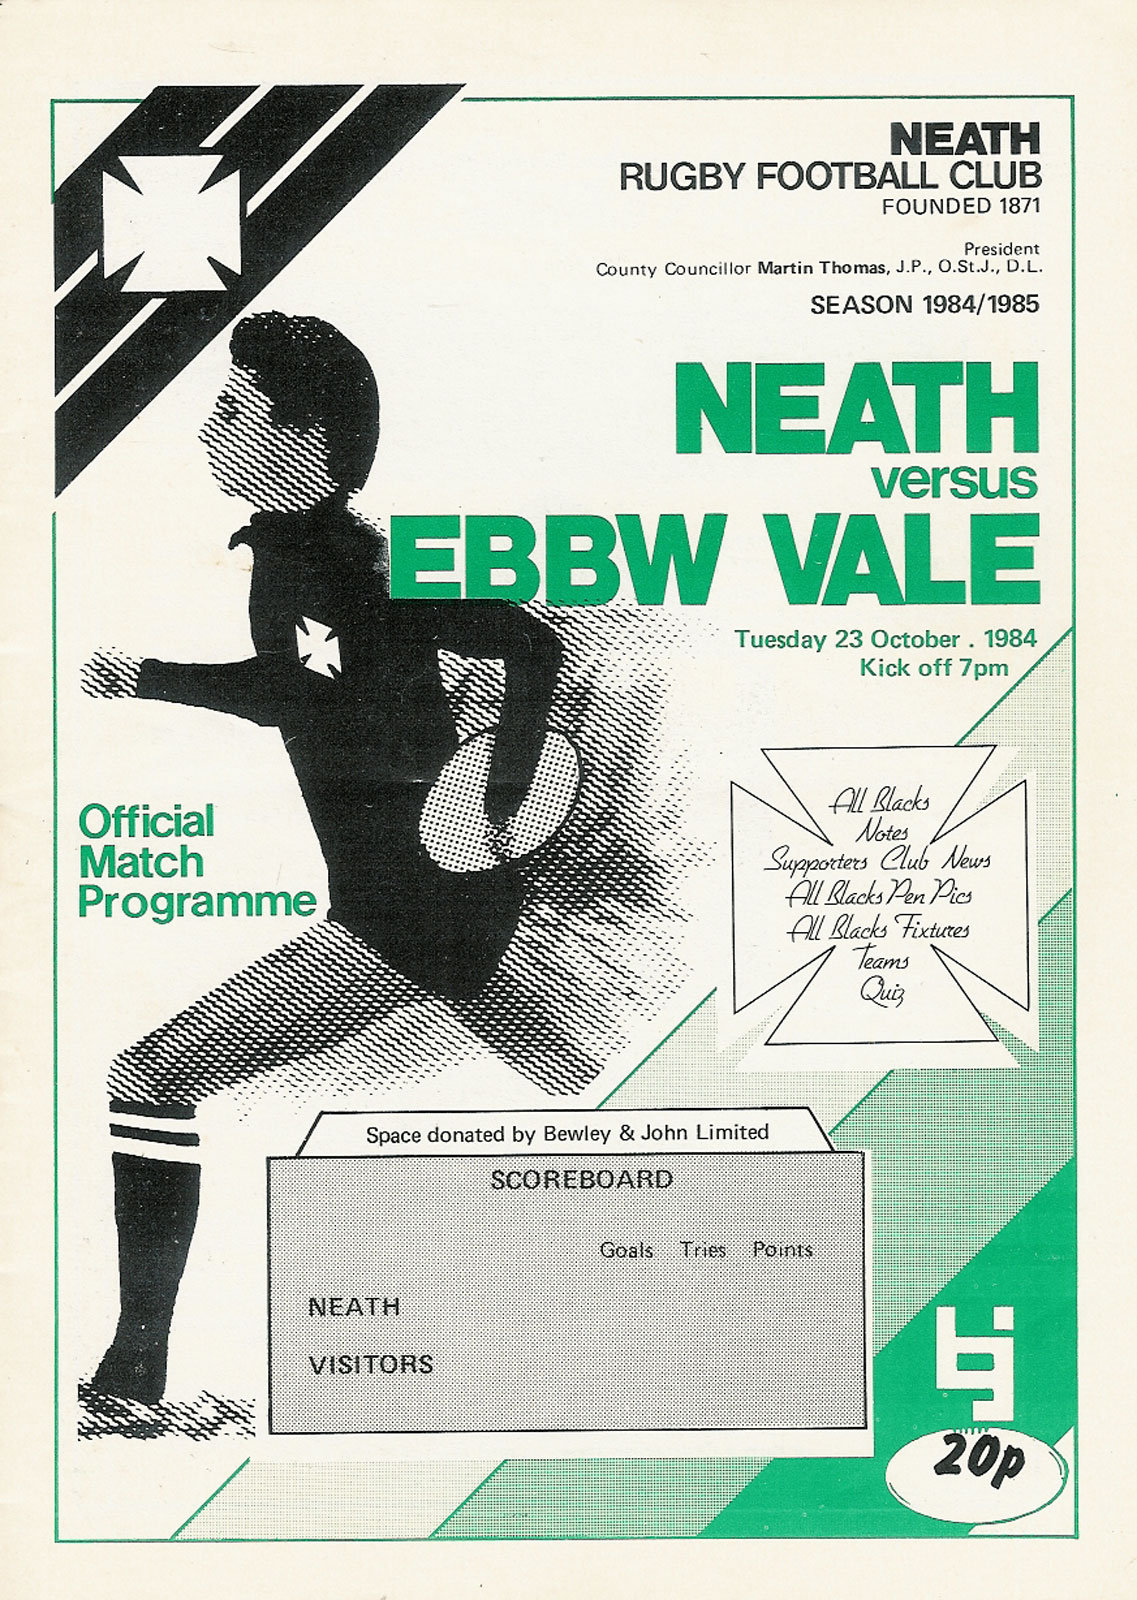 NEATH
RUGBY FOOTBALL CLUB
FOUNDED 1871
President
County Councillor Martin Thomas, J.P., O.St.J., D.L.
SEASON 1984/1985
NEATH
versus
EBBW VALE
Tuesday 23 October . 1984
Kick off 7pm
All Blacks
Notes
Supporters Club News
All Blacks Pen Pics
All Blacks Fixtures
Teams
Quiz
Official
Match
Programme
Space donated by Bewley & John Limited
SCOREBOARD
Goals Tries Points
NEATH
VISITORS
bj
20p